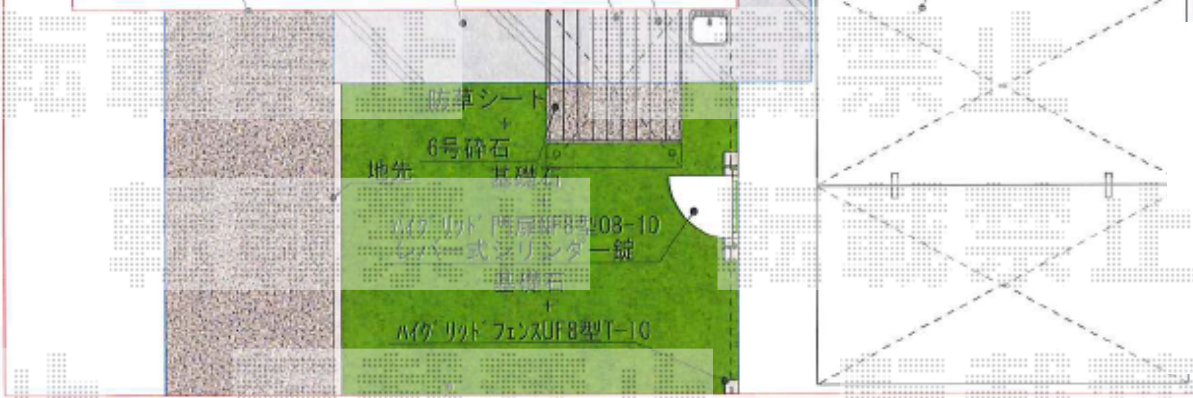 防草シート
+
6号砕石
地先
基礎石
+
ハイグリッド門扉UF8型08-10
レバー式シリンダー錠
基礎石
+
ハイグリッドフェンスUF8型T-10